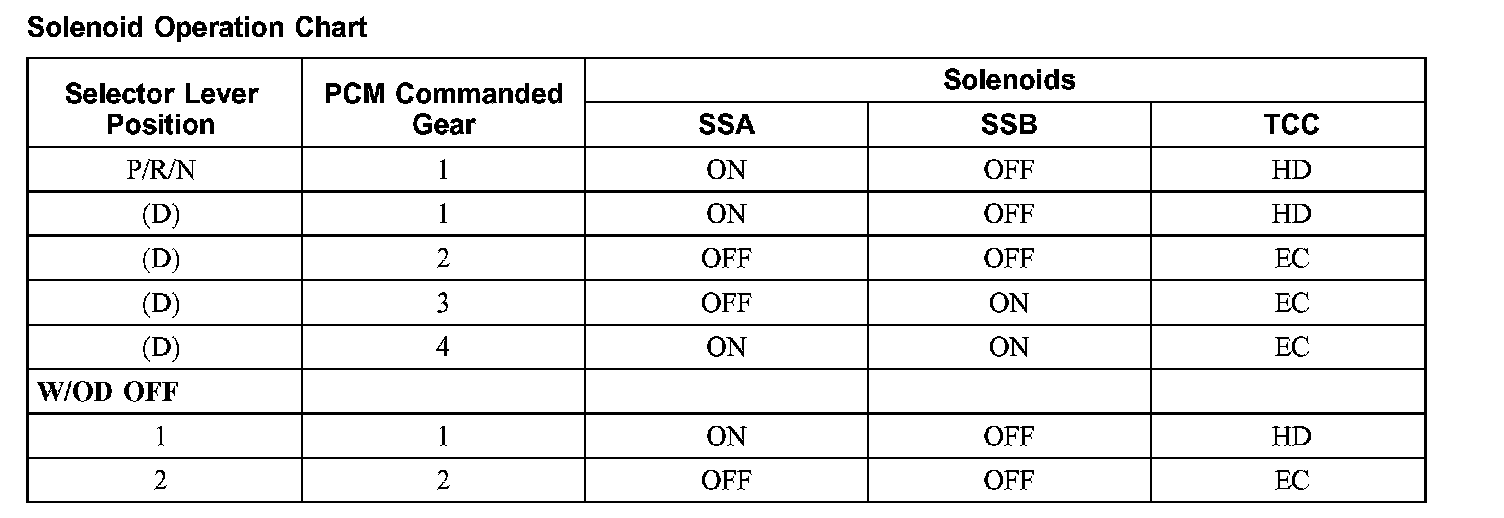 Solenoid Operation Chart
Selector Lever Position PCM Commanded Gear Solenoids
SSA SSB TCC
P/R/N 1 ON OFF HD
(D) 1 ON OFF HD
(D) 2 OFF OFF EC
(D) 3 OFF ON EC
(D) 4 ON ON EC
W/OD OFF
1 1 ON OFF HD
2 2 OFF OFF EC